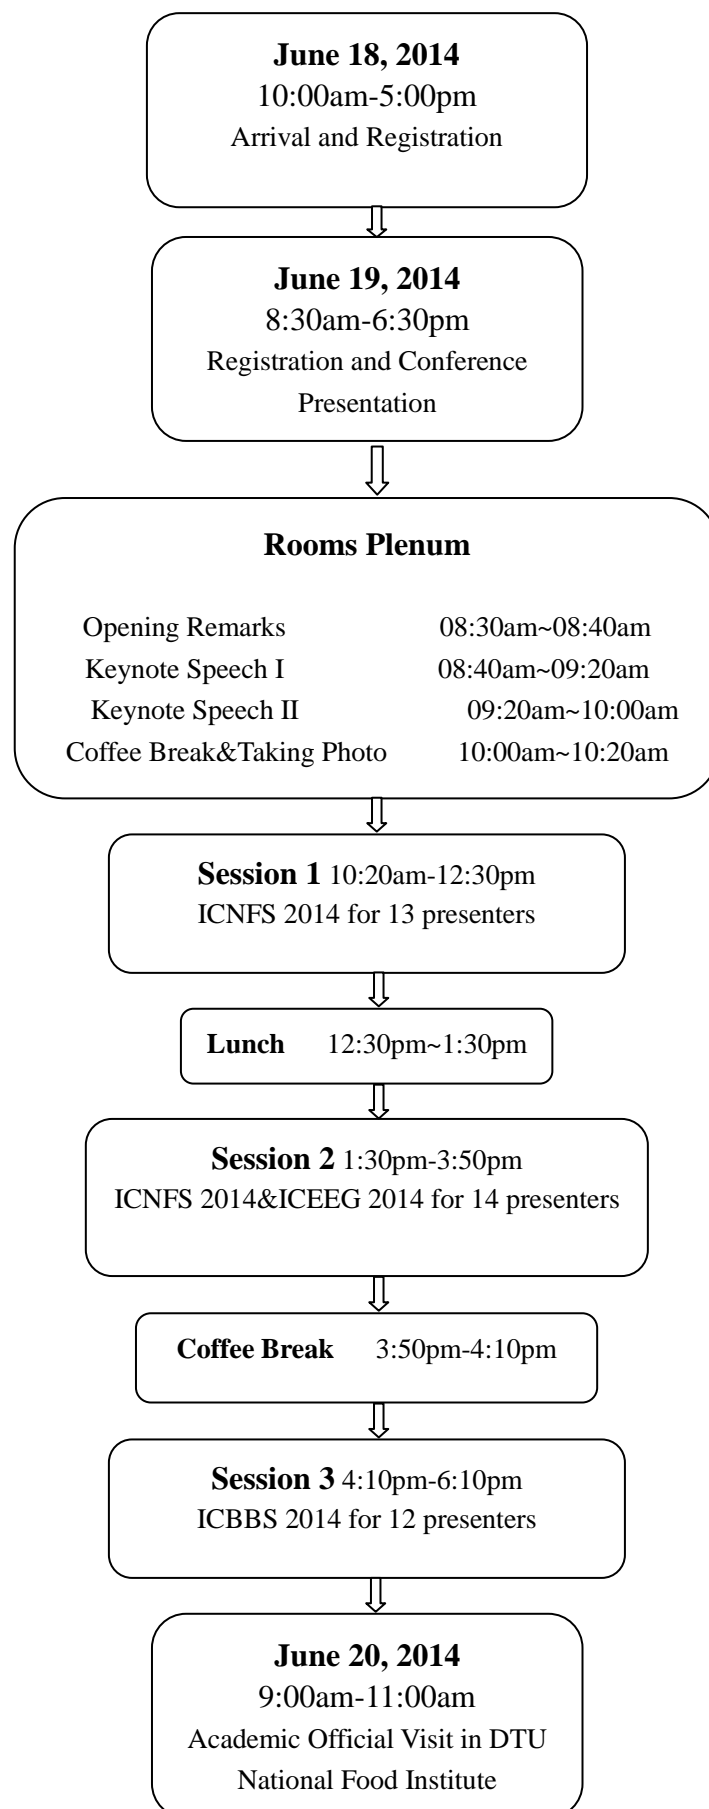 June 18, 2014
10:00am-5:00pm
Arrival and Registration
June 19, 2014
8:30am-6:30pm
Registration and Conference
Presentation
Rooms Plenum
Opening Remarks 08:30am~08:40am
Keynote Speech I 08:40am~09:20am
Keynote Speech II 09:20am~10:00am
Coffee Break&Taking Photo 10:00am~10:20am
Session 1 10:20am-12:30pm
ICNFS 2014 for 13 presenters
Lunch 12:30pm~1:30pm
Session 2 1:30pm-3:50pm
ICNFS 2014&ICEEG 2014 for 14 presenters
Coffee Break 3:50pm-4:10pm
Session 3 4:10pm-6:10pm
ICBBS 2014 for 12 presenters
June 20, 2014
9:00am-11:00am
Academic Official Visit in DTU
National Food Institute